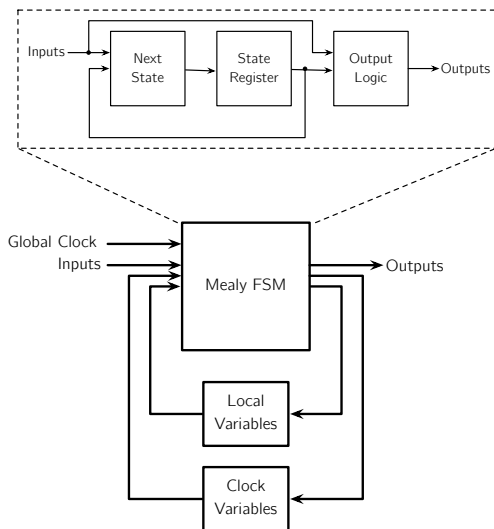 Inputs
Next
State
State
Register
Output
Logic
Outputs
Global Clock
Inputs
Mealy FSM
Outputs
Local
Variables
Clock
Variables